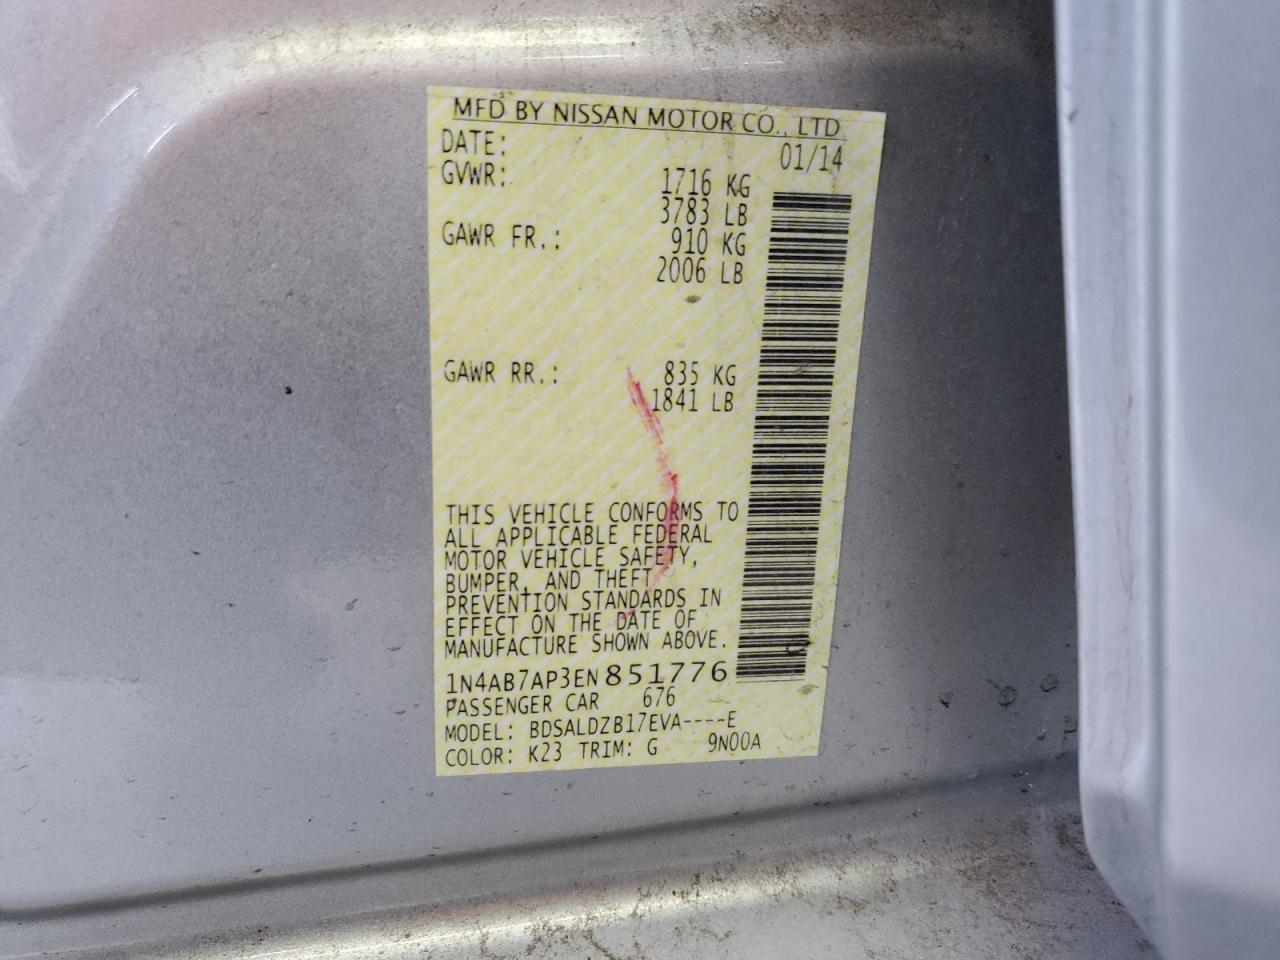 MFD BY NISSAN MOTOR CO., LTD.
DATE: 01/14
GVWR: 1716 KG
3783 LB
GAWR FR.: 910 KG
2006 LB
GAWR RR.: 835 KG
1841 LB
THIS VEHICLE CONFORMS TO
ALL APPLICABLE FEDERAL
MOTOR VEHICLE SAFETY,
BUMPER, AND THEFT
PREVENTION STANDARDS IN
EFFECT ON THE DATE OF
MANUFACTURE SHOWN ABOVE.
1N4AB7AP3EN851776
PASSENGER CAR 676
MODEL: BDSALDZB17EVA----E
COLOR: K23 TRIM: G 9N00A